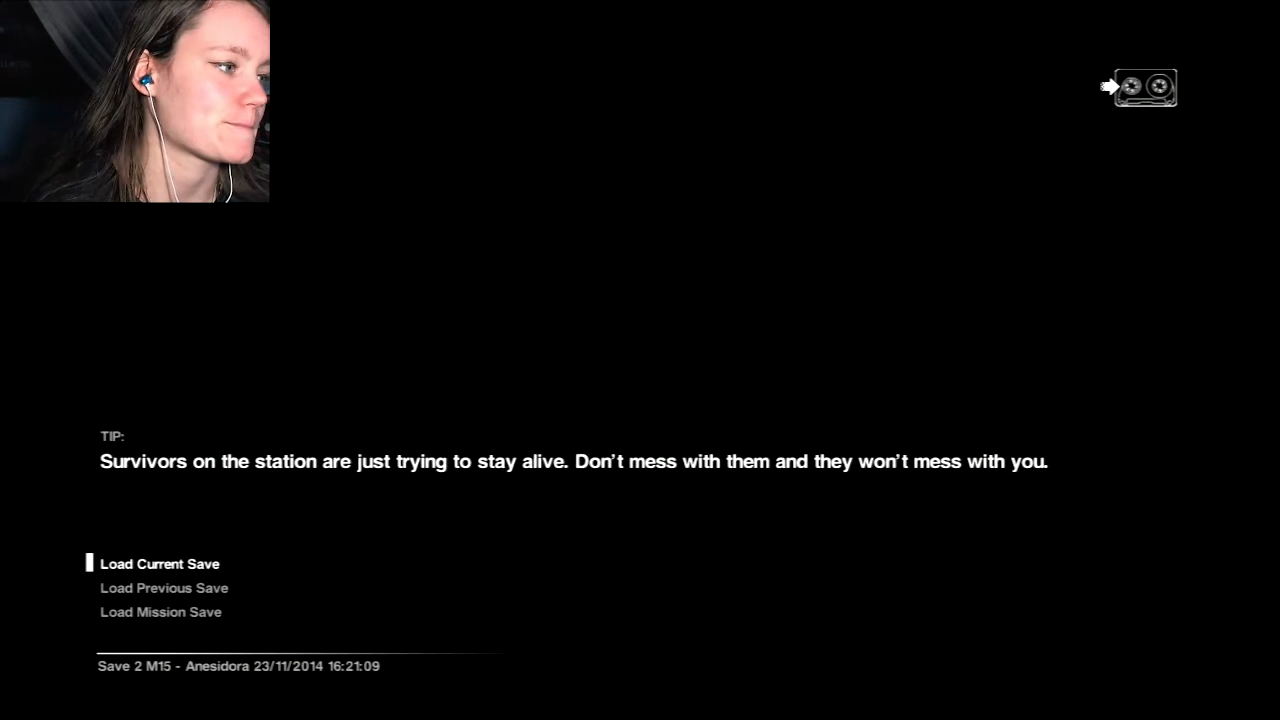 TIP:
Survivors on the station are just trying to stay alive. Don't mess with them and they won't mess with you.
Load Current Save
Load Previous Save
Load Mission Save
Save 2 M15 - Anesidora 23/11/2014 16:21:09